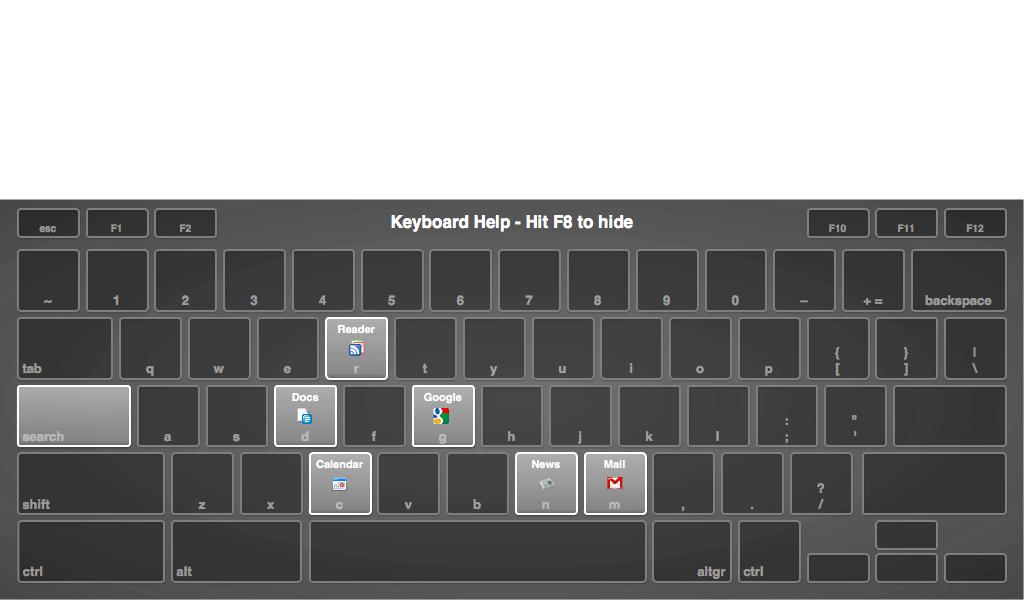 esc F1 F2 Keyboard Help - Hit F8 to hide F10 F11 F12
~ 1 2 3 4 5 6 7 8 9 0 – + = backspace
Reader
{ } |
tab q w e r t y u i o p [ ] \
Docs Google
: "
search a s d f g h j k l ; '
Calendar News Mail
?
shift z x c v b n m , . /
ctrl alt altgr ctrl